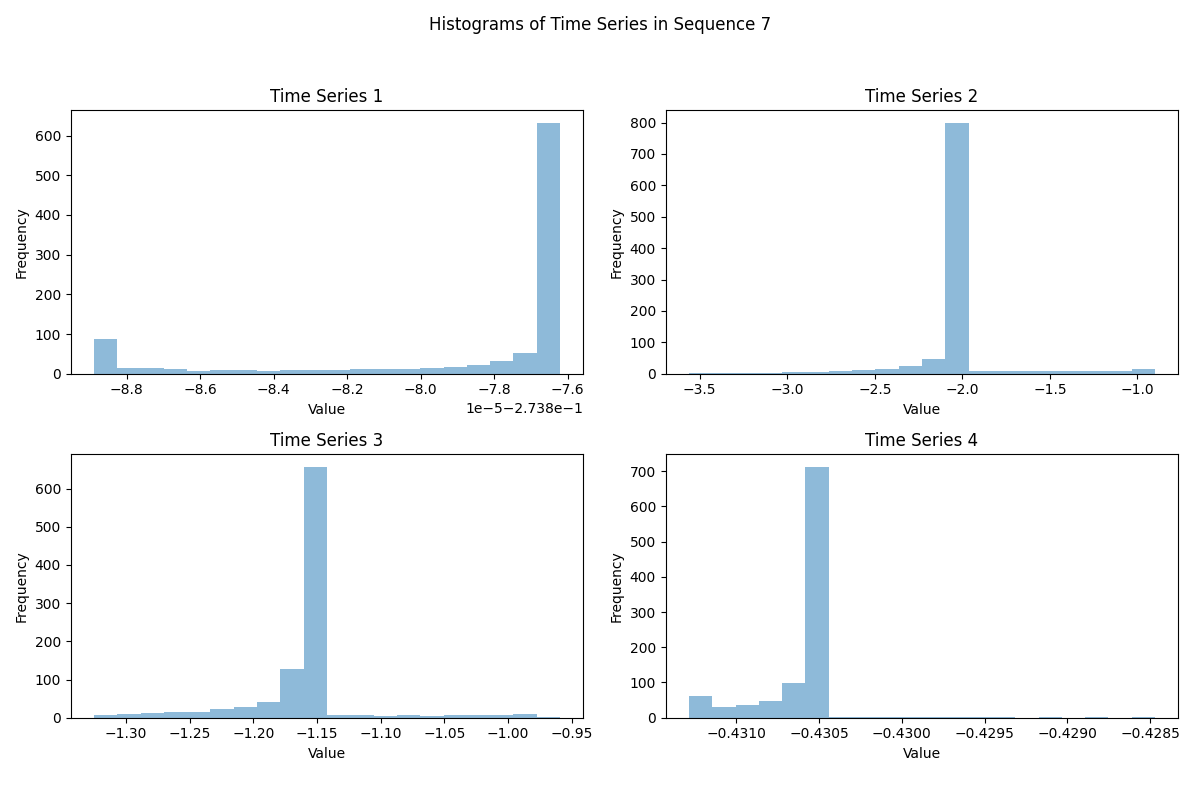 Histograms of Time Series in Sequence 7
Time Series 1
Frequency
600
500
400
300
200
100
0
−8.8 −8.6 −8.4 −8.2 −8.0 −7.8 −7.6
1e−5−2.738e−1
Value
Time Series 2
Frequency
800
700
600
500
400
300
200
100
0
−3.5 −3.0 −2.5 −2.0 −1.5 −1.0
Value
Time Series 3
Frequency
600
500
400
300
200
100
0
−1.30 −1.25 −1.20 −1.15 −1.10 −1.05 −1.00 −0.95
Value
Time Series 4
Frequency
700
600
500
400
300
200
100
0
−0.4310 −0.4305 −0.4300 −0.4295 −0.4290 −0.4285
Value